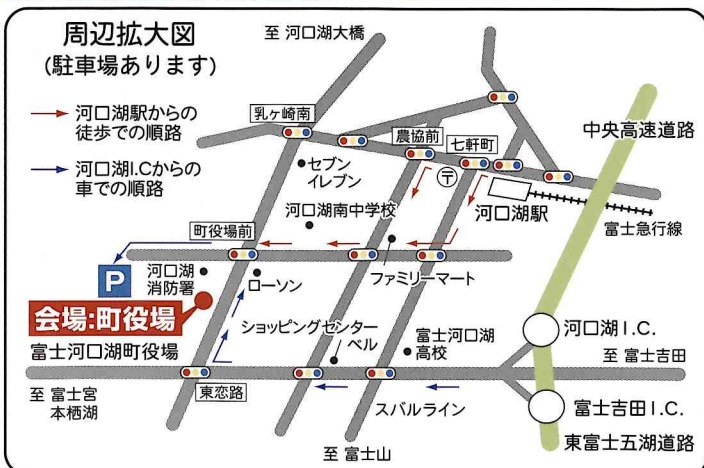 周辺拡大図
(駐車場あります)
河口湖駅からの
徒歩での順路
河口湖I.Cからの
車での順路
至 河口湖大橋
乳ヶ崎南
農協前
七軒町
中央高速道路
セブン
イレブン
〒
河口湖駅
富士急行線
河口湖南中学校
町役場前
ファミリーマート
P
河口湖
消防署
ローソン
会場:町役場
富士河口湖町役場
ショッピングセンター
ベル
富士河口湖
高校
河口湖I.C.
至 富士吉田
至 富士宮
本栖湖
東恋路
スバルライン
富士吉田I.C.
至 富士山
東富士五湖道路